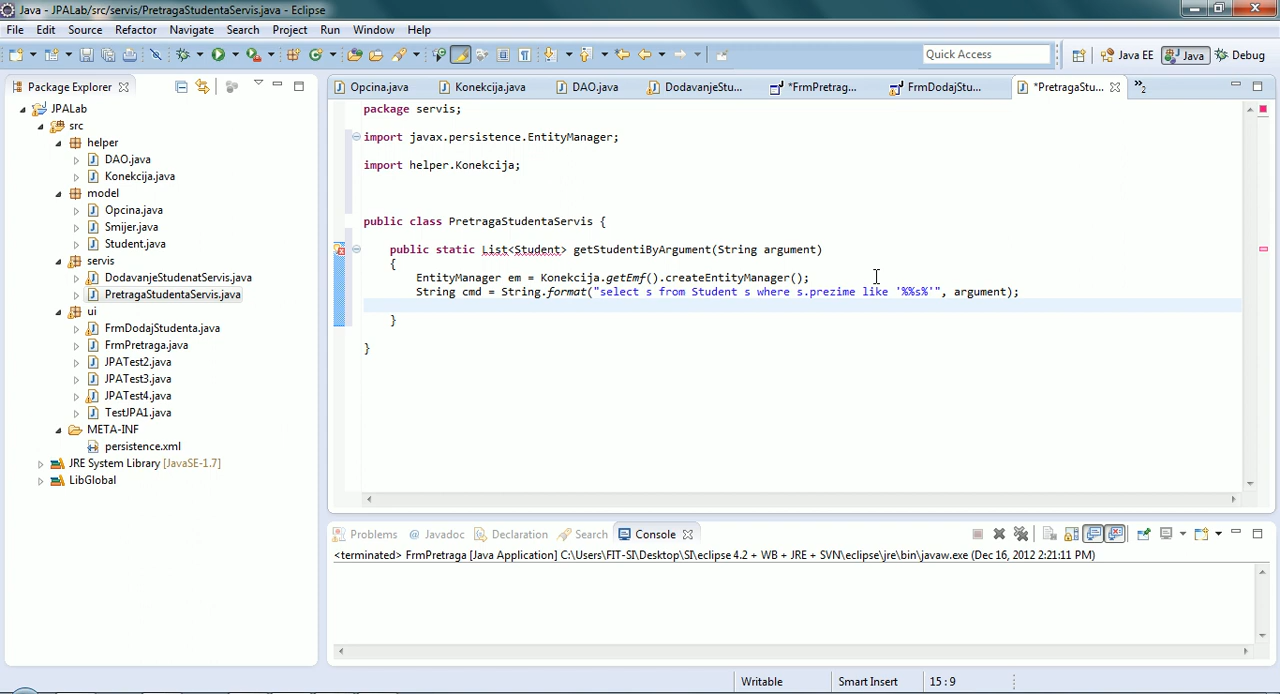 Java - JPALab/src/servis/PretragaStudentaServis.java - Eclipse
File Edit Source Refactor Navigate Search Project Run Window Help
Quick Access
Java EE
Java
Debug
Package Explorer
Opcina.java
Konekcija.java
DAO.java
DodavanjeStu...
*FrmPretrag...
FrmDodajStu...
*PretragaStu...
»2
JPALab
src
helper
DAO.java
Konekcija.java
model
Opcina.java
Smijer.java
Student.java
servis
DodavanjeStudenatServis.java
PretragaStudentaServis.java
ui
FrmDodajStudenta.java
FrmPretraga.java
JPATest2.java
JPATest3.java
JPATest4.java
TestJPA1.java
META-INF
persistence.xml
JRE System Library [JavaSE-1.7]
LibGlobal
package servis;
import javax.persistence.EntityManager;
import helper.Konekcija;
public class PretragaStudentaServis {
public static List<Student> getStudentiByArgument(String argument)
{
EntityManager em = Konekcija.getEmf().createEntityManager();
String cmd = String.format("select s from Student s where s.prezime like '%%s%'", argument);
}
}
Problems
@ Javadoc
Declaration
Search
Console
<terminated> FrmPretraga [Java Application] C:\Users\FIT-SI\Desktop\SI\eclipse 4.2 + WB + JRE + SVN\eclipse\jre\bin\javaw.exe (Dec 16, 2012 2:21:11 PM)
Writable
Smart Insert
15 : 9